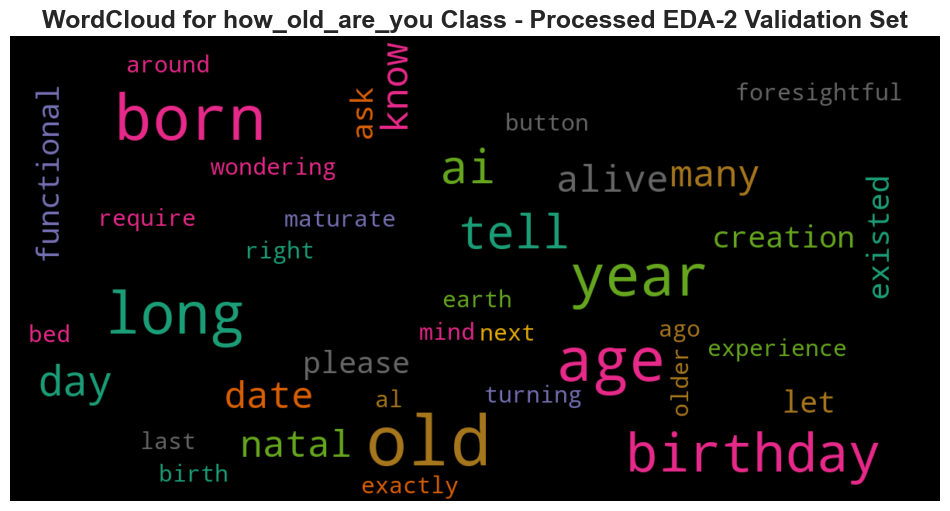 WordCloud for how_old_are_you Class - Processed EDA-2 Validation Set
around
know
ask
functional
born
foresightful
button
wondering
ai
alive
many
existed
require
maturate
tell
right
creation
year
long
earth
bed
mind
next
ago
experience
please
age
older
day
date
al
turning
let
last
natal
old
birthday
birth
exactly